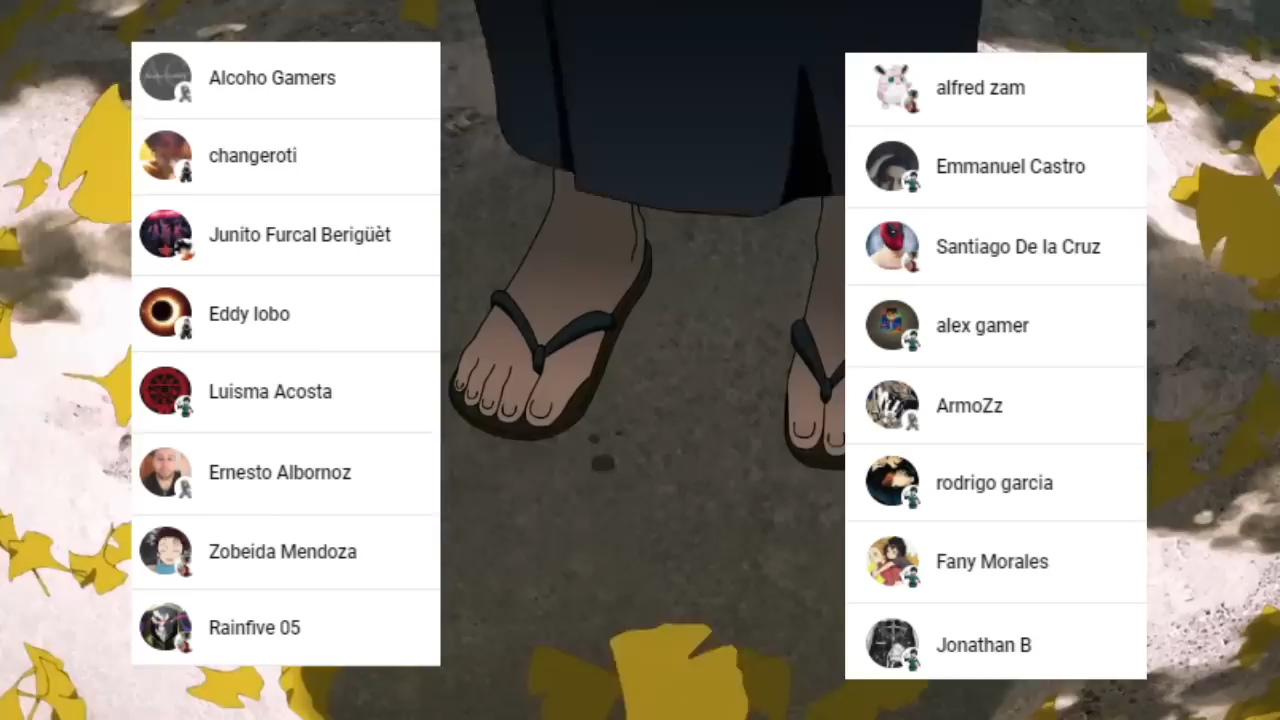 Alcoho Gamers
changeroti
Junito Furcal Berigüèt
Eddy lobo
Luisma Acosta
Ernesto Albornoz
Zobeida Mendoza
Rainfive 05
alfred zam
Emmanuel Castro
Santiago De la Cruz
alex gamer
ArmoZz
rodrigo garcia
Fany Morales
Jonathan B